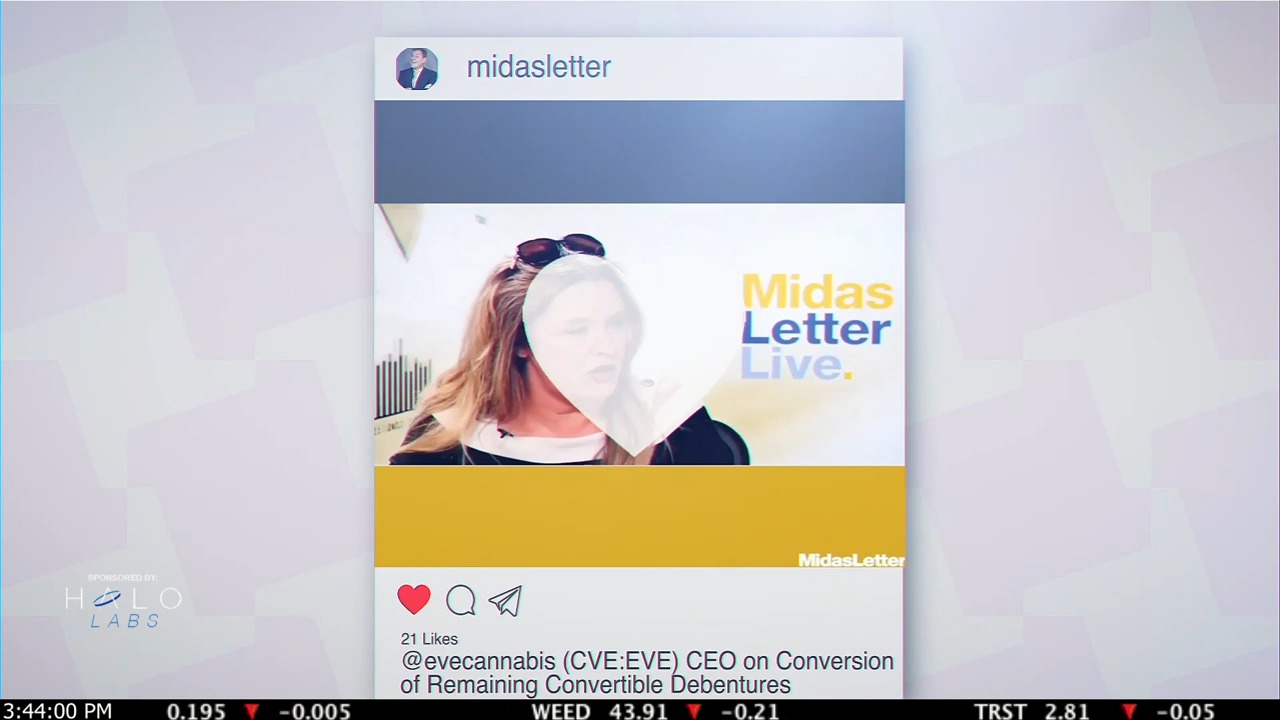 midasletter
Midas
Letter
Live.
MidasLetter
SPONSORED BY:
HALO
LABS
21 Likes
@evecannabis (CVE:EVE) CEO on Conversion
of Remaining Convertible Debentures
3:44:00 PM 0.195 -0.005 WEED 43.91 -0.21 TRST 2.81 -0.05